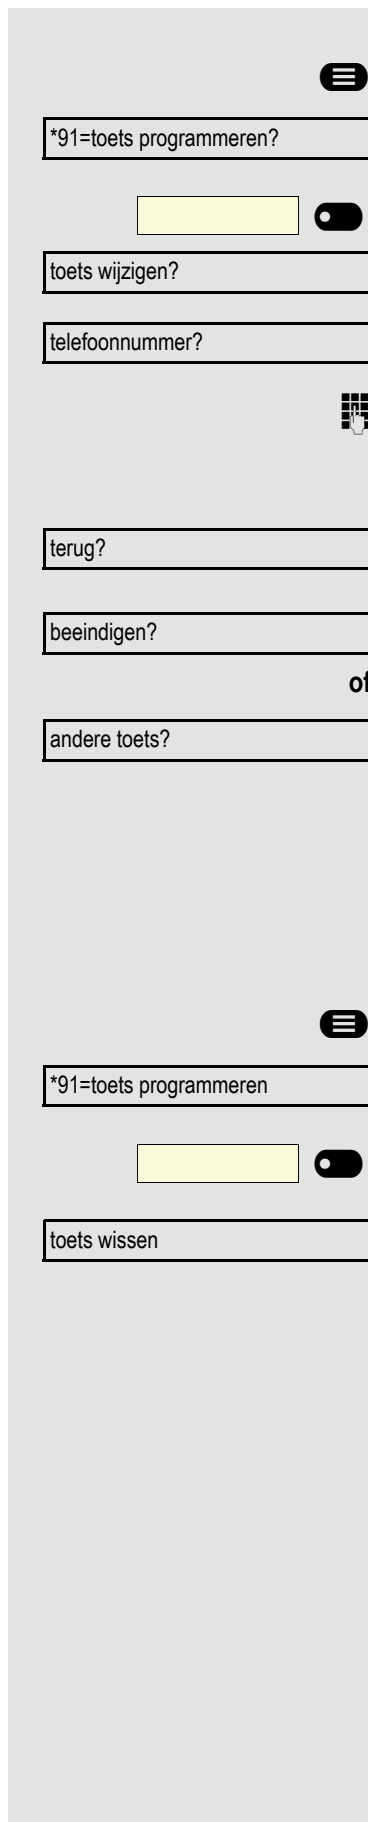 *91=toets programmeren?
toets wijzigen?
telefoonnummer?
terug?
beeindigen?
of
andere toets?
*91=toets programmeren
toets wissen